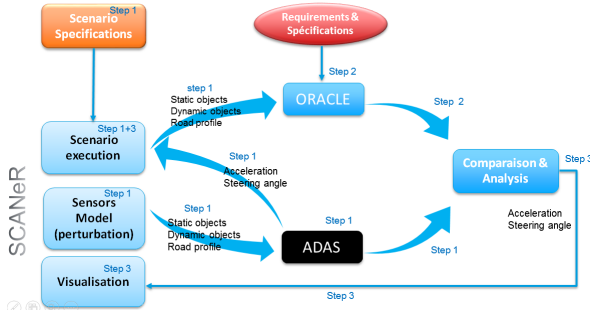 Step 1
Scenario
Specifications
Requirements &
Spécifications
Step 2
step 1
Static objects
Dynamic objects
Road profile
ORACLE
Step 2
Step 1+3
Scenario
execution
Step 1
Acceleration
Steering angle
Comparaison &
Analysis
Step 3
SCANeR
Step 1
Sensors
Model
(perturbation)
Step 1
Static objects
Dynamic objects
Road profile
Step 1
ADAS
Step 1
Acceleration
Steering angle
Step 3
Visualisation
Step 3